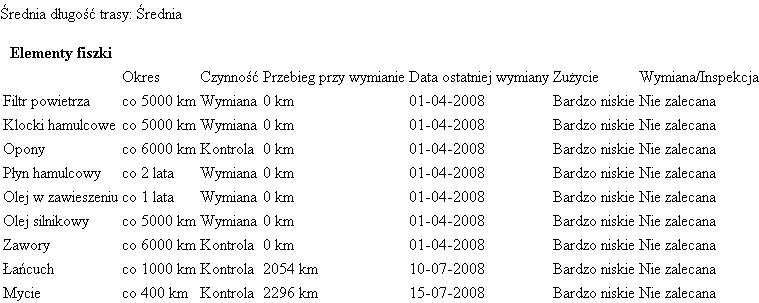 Średnia długość trasy: Średnia
Elementy fiszki
Okres Czynność Przebieg przy wymianie Data ostatniej wymiany Zużycie Wymiana/Inspekcja
Filtr powietrza co 5000 km Wymiana 0 km 01-04-2008 Bardzo niskie Nie zalecana
Klocki hamulcowe co 5000 km Wymiana 0 km 01-04-2008 Bardzo niskie Nie zalecana
Opony co 6000 km Kontrola 0 km 01-04-2008 Bardzo niskie Nie zalecana
Płyn hamulcowy co 2 lata Wymiana 0 km 01-04-2008 Bardzo niskie Nie zalecana
Olej w zawieszeniu co 1 lata Wymiana 0 km 01-04-2008 Bardzo niskie Nie zalecana
Olej silnikowy co 5000 km Wymiana 0 km 01-04-2008 Bardzo niskie Nie zalecana
Zawory co 6000 km Kontrola 0 km 01-04-2008 Bardzo niskie Nie zalecana
Łańcuch co 1000 km Kontrola 2054 km 10-07-2008 Bardzo niskie Nie zalecana
Mycie co 400 km Kontrola 2296 km 15-07-2008 Bardzo niskie Nie zalecana